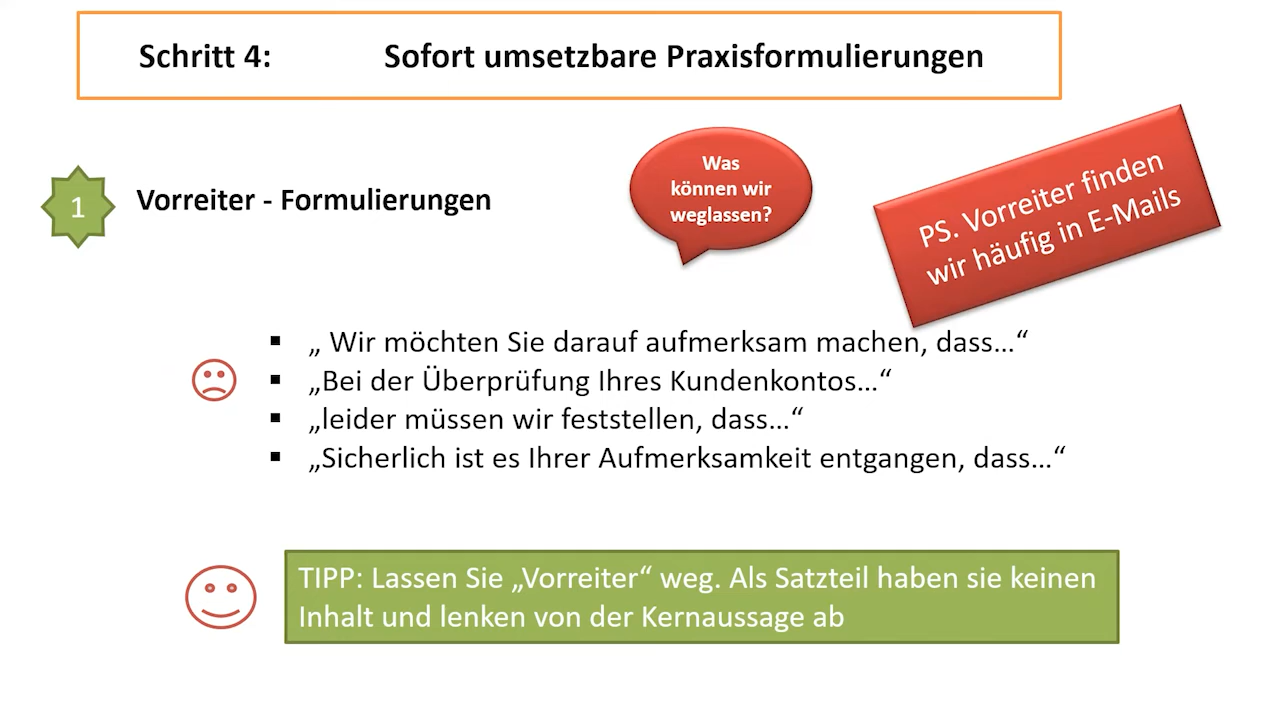 Schritt 4: Sofort umsetzbare Praxisformulierungen
1 Vorreiter - Formulierungen
Was
können wir
weglassen?
PS. Vorreiter finden
wir häufig in E-Mails
▪ „ Wir möchten Sie darauf aufmerksam machen, dass…“
▪ „Bei der Überprüfung Ihres Kundenkontos…“
▪ „leider müssen wir feststellen, dass…“
▪ „Sicherlich ist es Ihrer Aufmerksamkeit entgangen, dass…“
TIPP: Lassen Sie „Vorreiter“ weg. Als Satzteil haben sie keinen
Inhalt und lenken von der Kernaussage ab